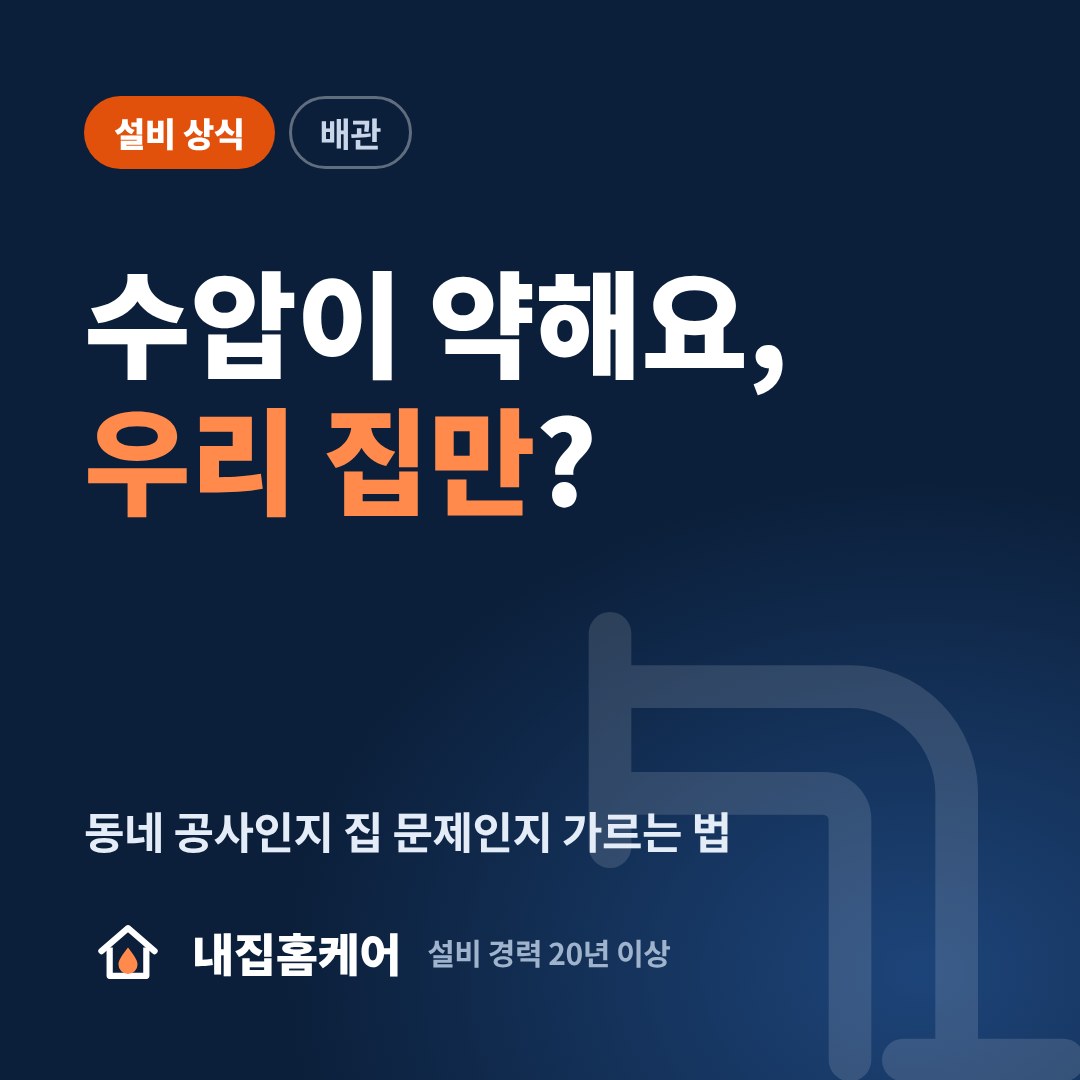 설비 상식 배관
수압이 약해요,
우리 집만?
동네 공사인지 집 문제인지 가르는 법
내집홈케어 설비 경력 20년 이상